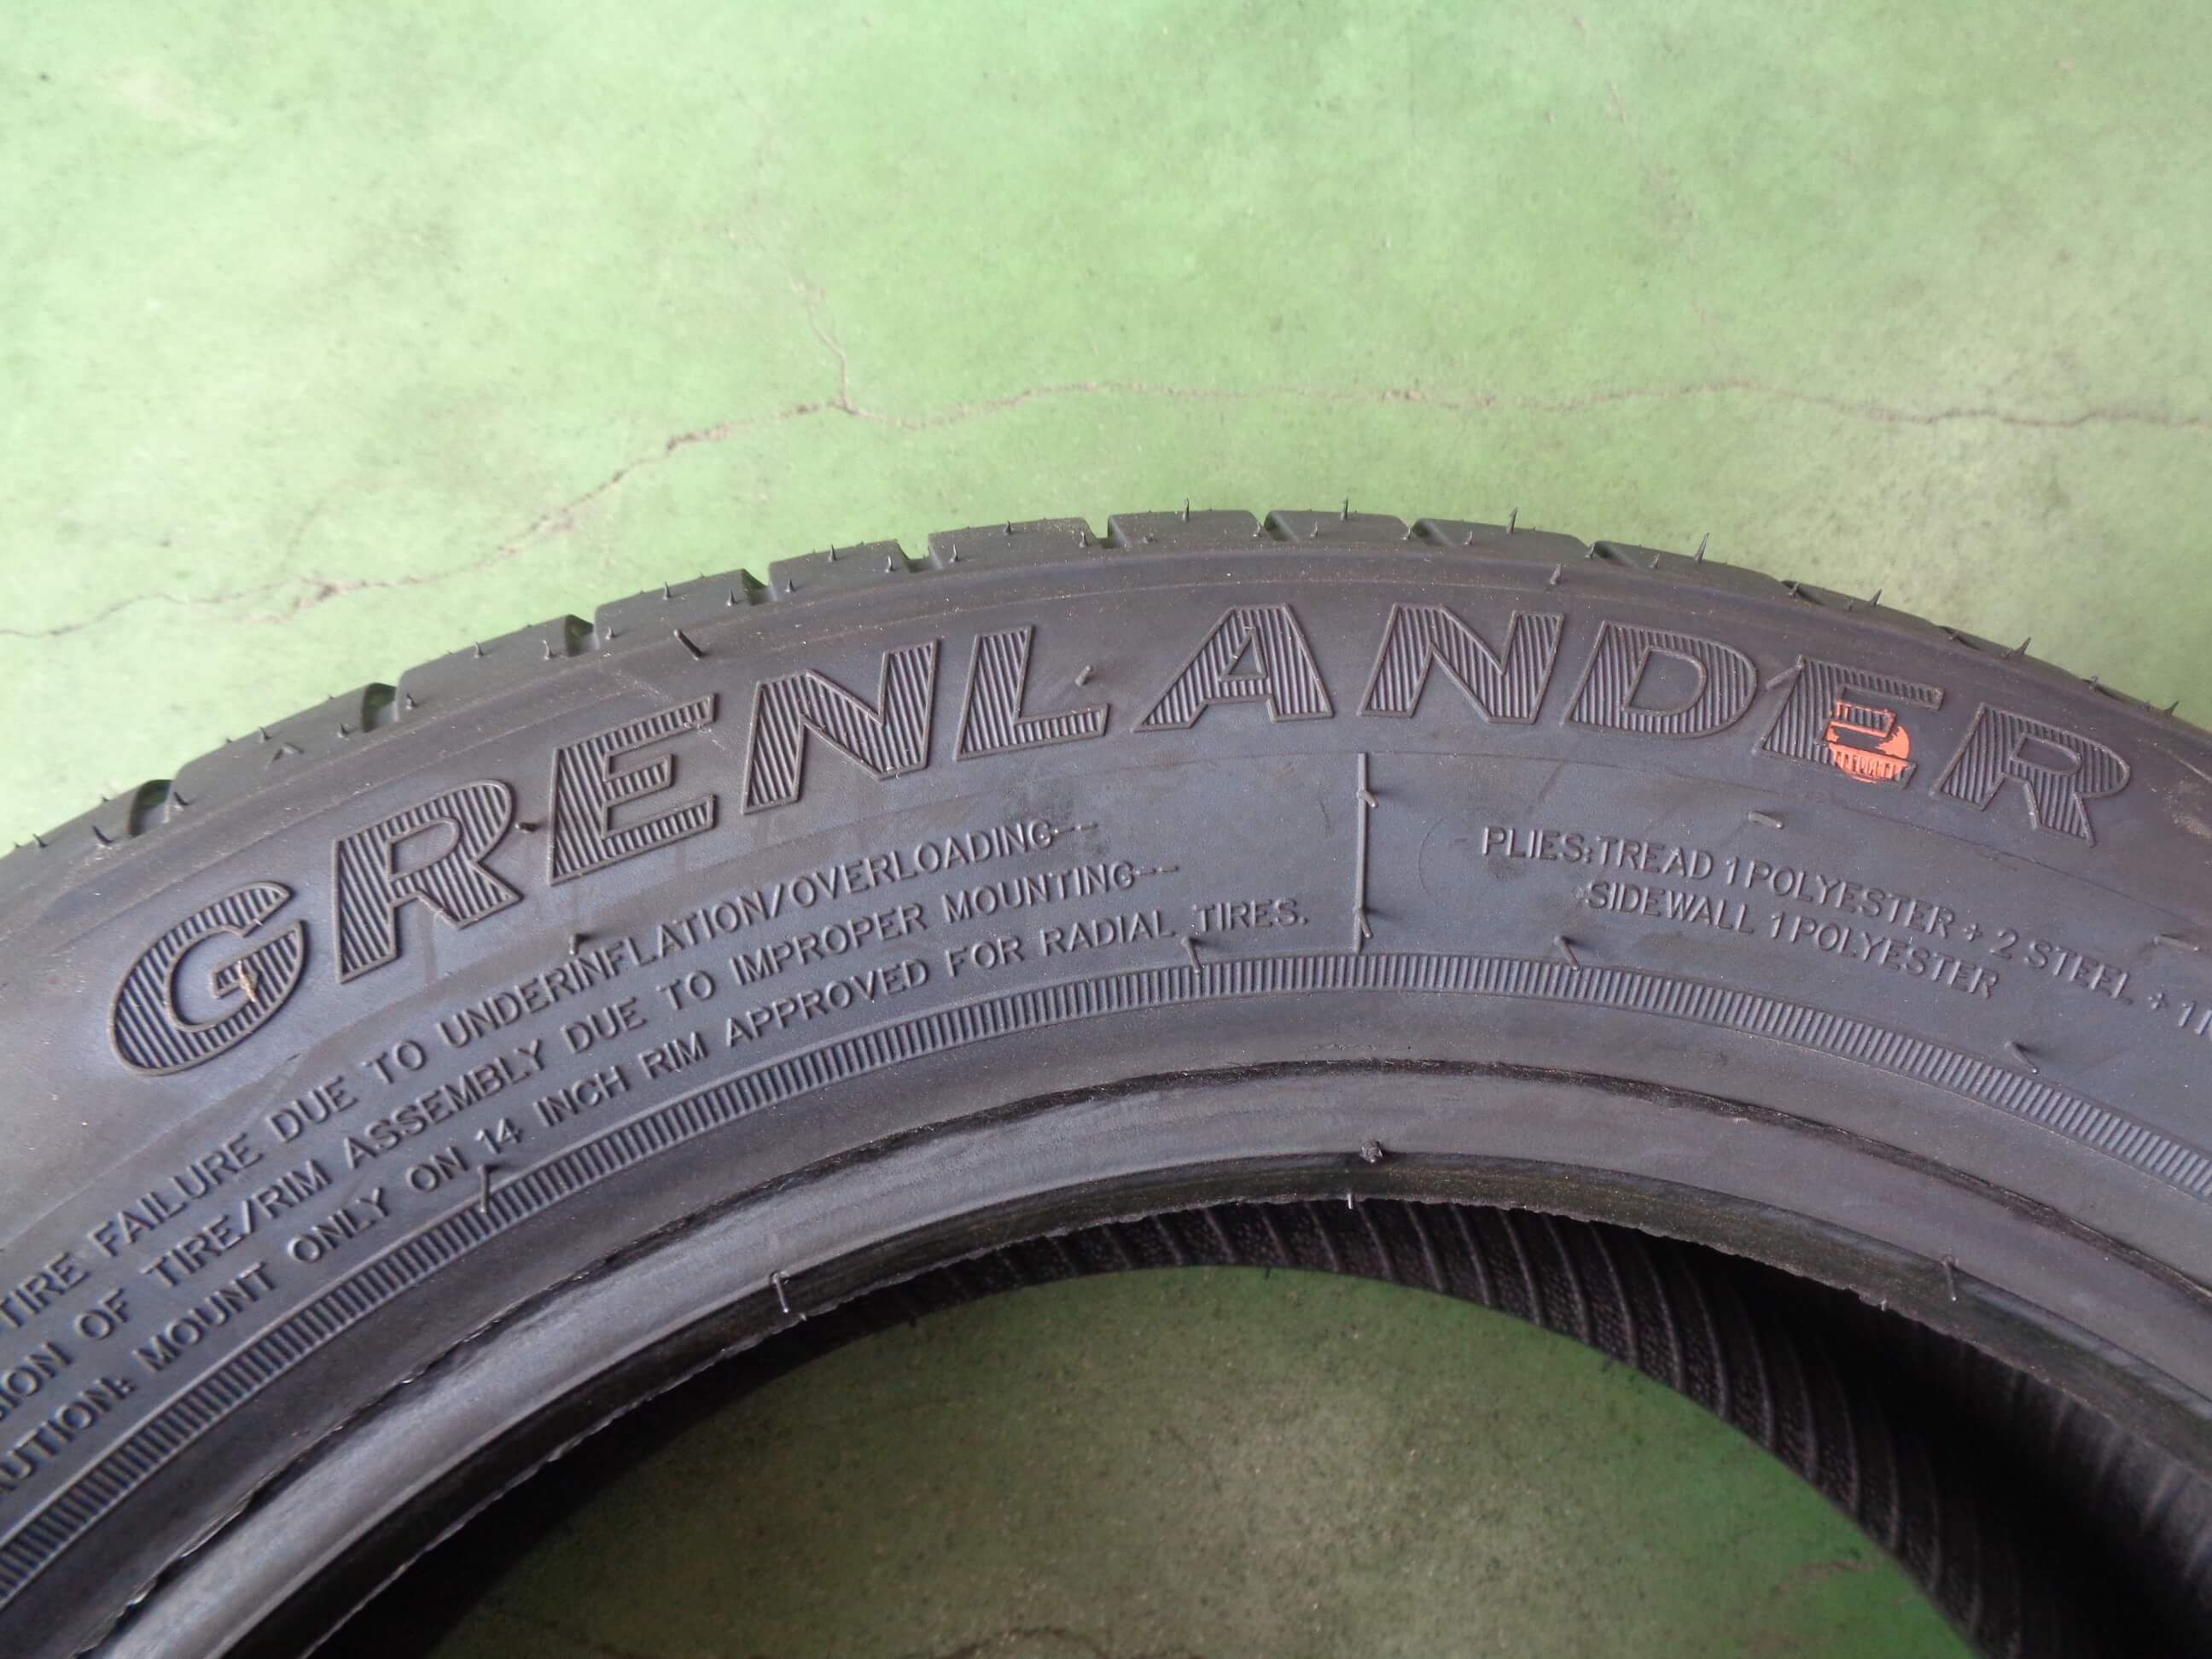 GRENLANDER
TIRE FAILURE DUE TO UNDERINFLATION/OVERLOADING---
OF TIRE/RIM ASSEMBLY DUE TO IMPROPER MOUNTING---
MOUNT ONLY ON 14 INCH RIM APPROVED FOR RADIAL TIRES.
PLIES:TREAD 1 POLYESTER + 2 STEEL + 1
SIDEWALL 1 POLYESTER